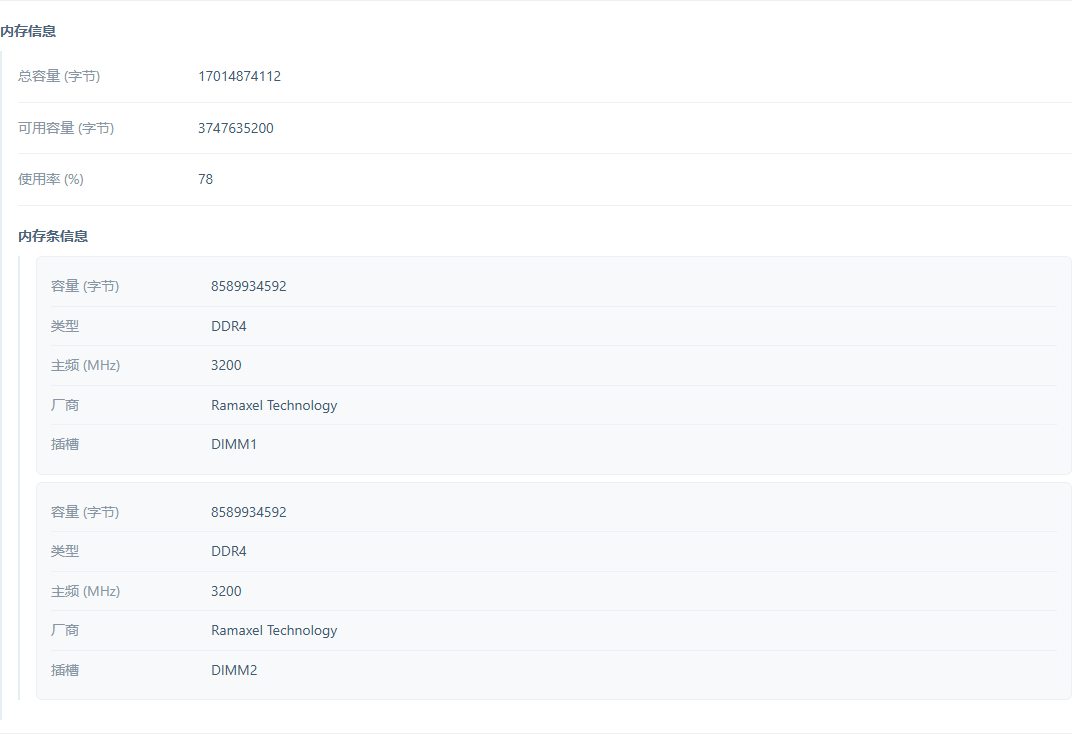 内存信息
总容量 (字节) 17014874112
可用容量 (字节) 3747635200
使用率 (%) 78
内存条信息
容量 (字节) 8589934592
类型 DDR4
主频 (MHz) 3200
厂商 Ramaxel Technology
插槽 DIMM1
容量 (字节) 8589934592
类型 DDR4
主频 (MHz) 3200
厂商 Ramaxel Technology
插槽 DIMM2